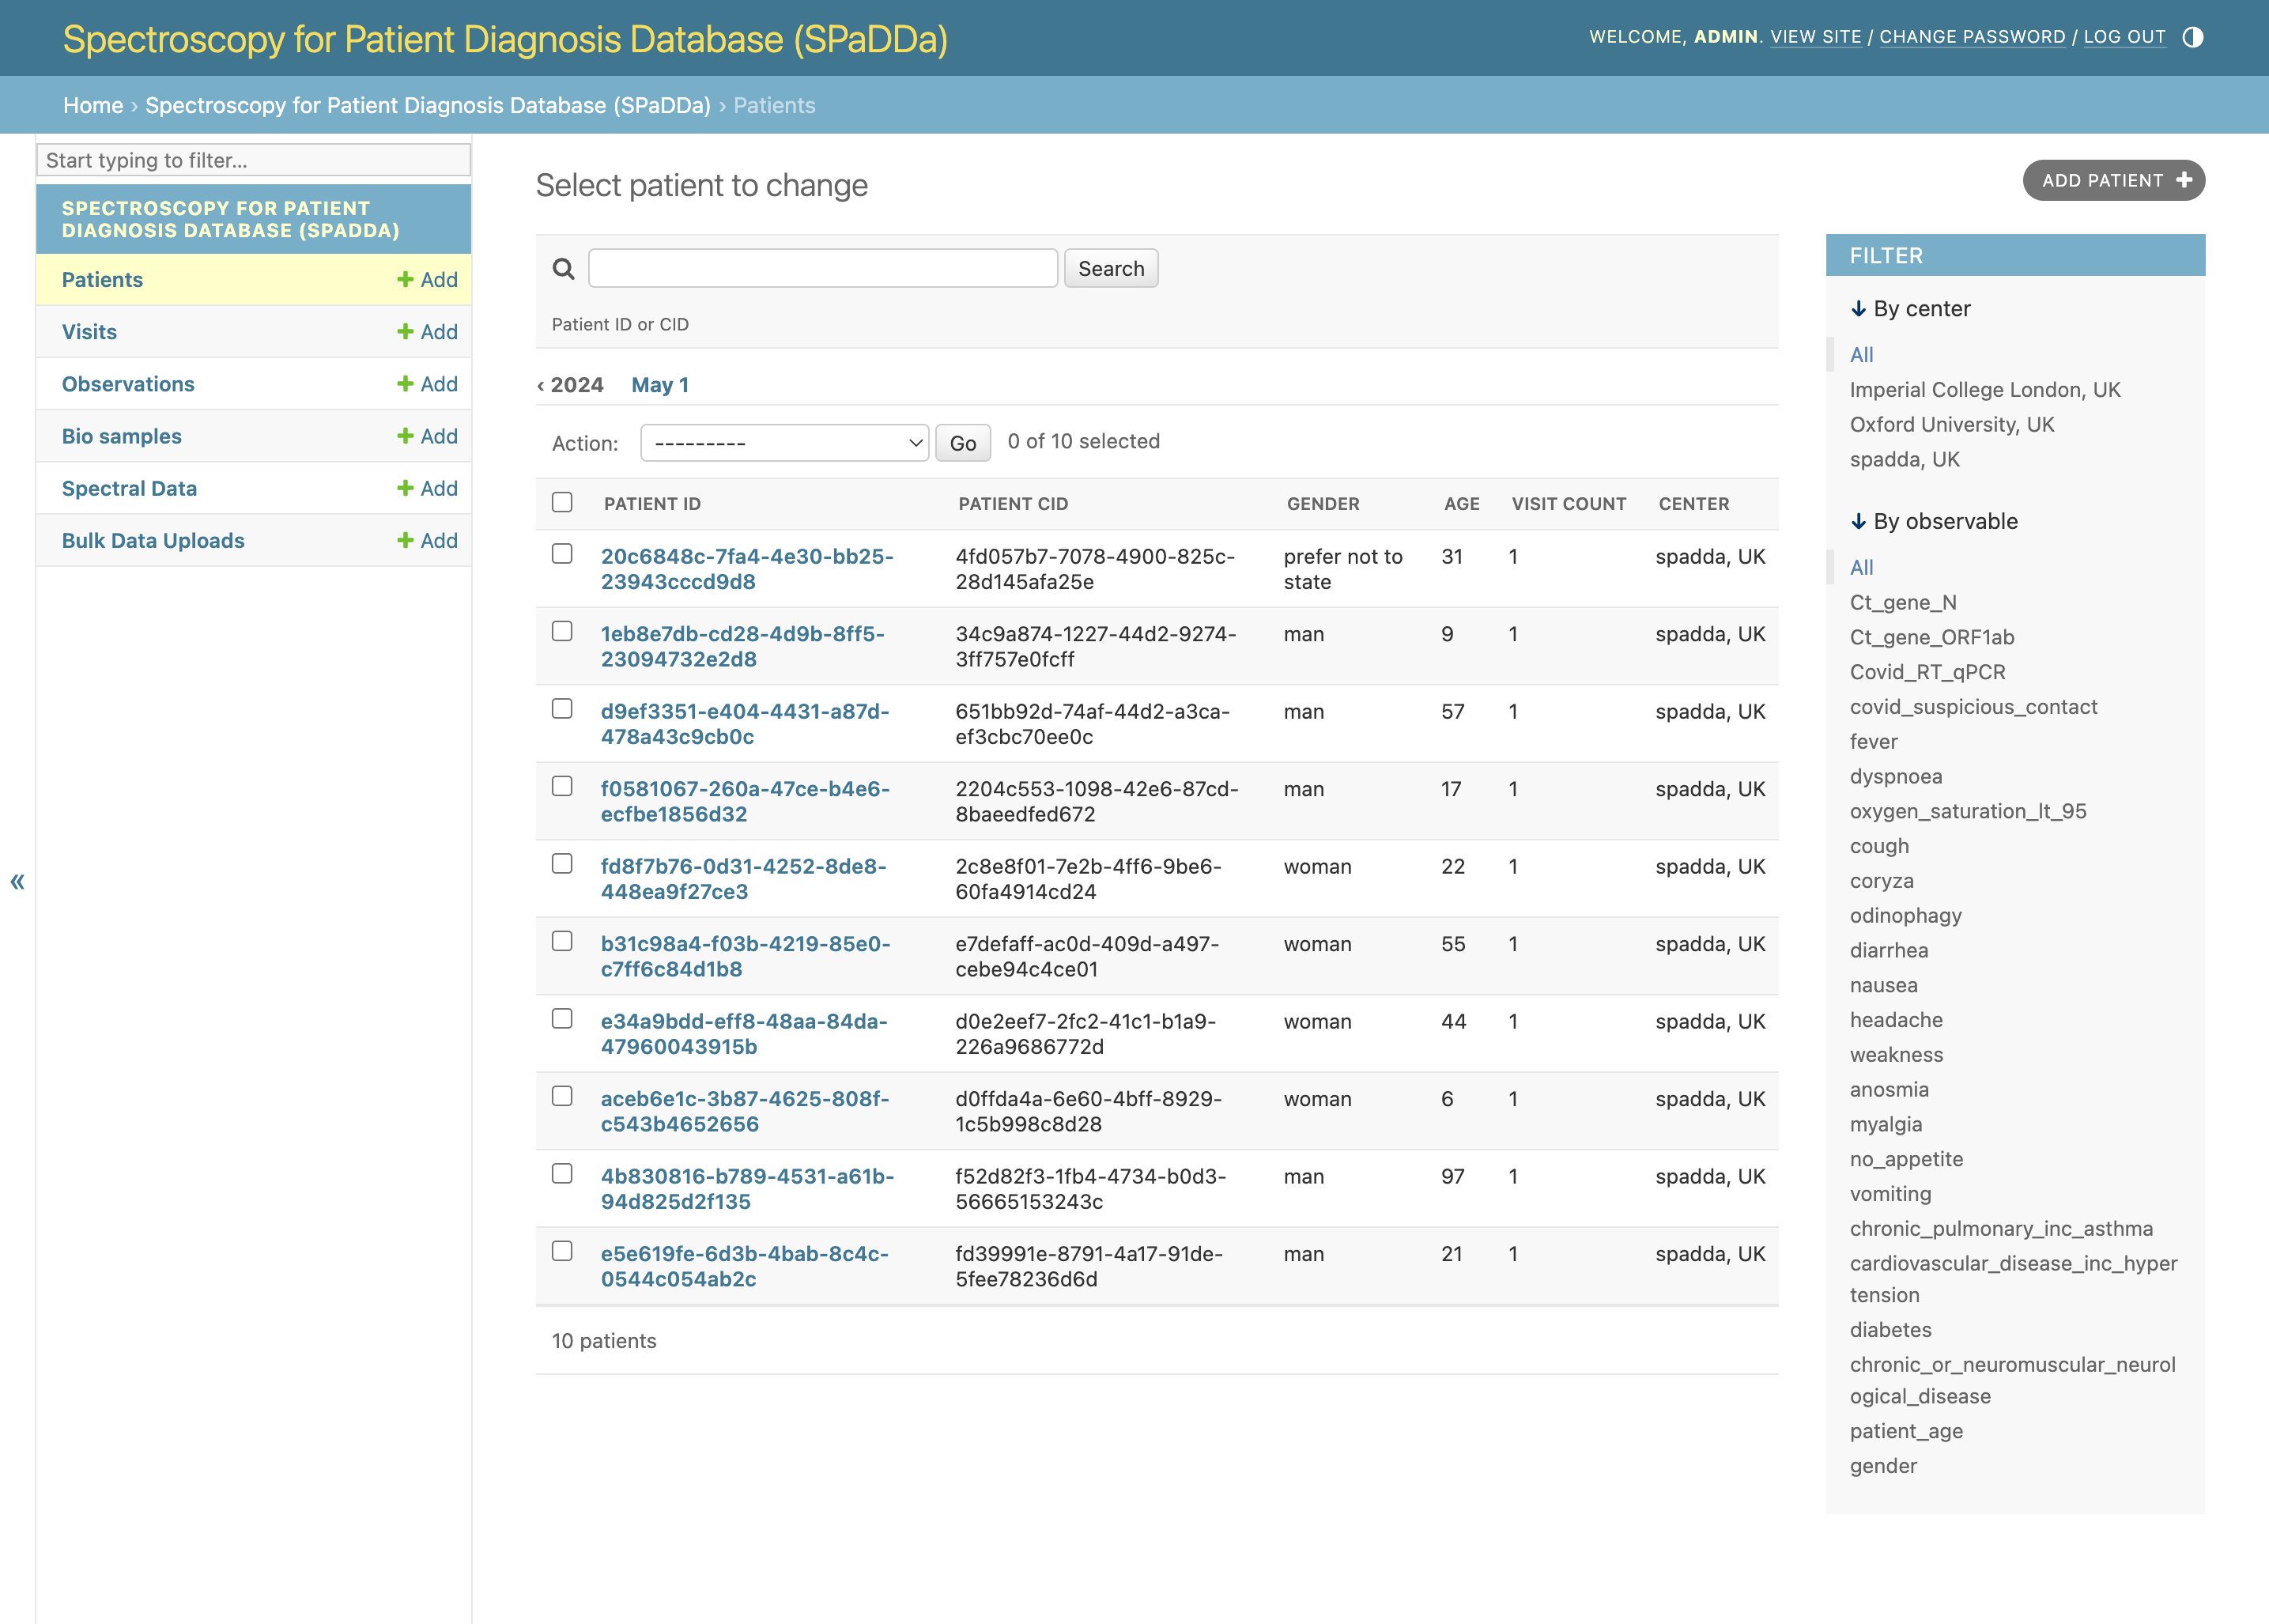 Spectroscopy for Patient Diagnosis Database (SPaDDa)
WELCOME, ADMIN. VIEW SITE / CHANGE PASSWORD / LOG OUT
Home › Spectroscopy for Patient Diagnosis Database (SPaDDa) › Patients
Start typing to filter...
SPECTROSCOPY FOR PATIENT
DIAGNOSIS DATABASE (SPADDA)
Patients + Add
Visits + Add
Observations + Add
Bio samples + Add
Spectral Data + Add
Bulk Data Uploads + Add
«
Select patient to change
ADD PATIENT +
Search
Patient ID or CID
‹ 2024 May 1
Action: --------- Go 0 of 10 selected
PATIENT ID PATIENT CID GENDER AGE VISIT COUNT CENTER
20c6848c-7fa4-4e30-bb25- 4fd057b7-7078-4900-825c- prefer not to 31 1 spadda, UK
23943cccd9d8 28d145afa25e state
1eb8e7db-cd28-4d9b-8ff5- 34c9a874-1227-44d2-9274- man 9 1 spadda, UK
23094732e2d8 3ff757e0fcff
d9ef3351-e404-4431-a87d- 651bb92d-74af-44d2-a3ca- man 57 1 spadda, UK
478a43c9cb0c ef3cbc70ee0c
f0581067-260a-47ce-b4e6- 2204c553-1098-42e6-87cd- man 17 1 spadda, UK
ecfbe1856d32 8baeedfed672
fd8f7b76-0d31-4252-8de8- 2c8e8f01-7e2b-4ff6-9be6- woman 22 1 spadda, UK
448ea9f27ce3 60fa4914cd24
b31c98a4-f03b-4219-85e0- e7defaff-ac0d-409d-a497- woman 55 1 spadda, UK
c7ff6c84d1b8 cebe94c4ce01
e34a9bdd-eff8-48aa-84da- d0e2eef7-2fc2-41c1-b1a9- woman 44 1 spadda, UK
47960043915b 226a9686772d
aceb6e1c-3b87-4625-808f- d0ffda4a-6e60-4bff-8929- woman 6 1 spadda, UK
c543b4652656 1c5b998c8d28
4b830816-b789-4531-a61b- f52d82f3-1fb4-4734-b0d3- man 97 1 spadda, UK
94d825d2f135 56665153243c
e5e619fe-6d3b-4bab-8c4c- fd39991e-8791-4a17-91de- man 21 1 spadda, UK
0544c054ab2c 5fee78236d6d
10 patients
FILTER
↓ By center
All
Imperial College London, UK
Oxford University, UK
spadda, UK
↓ By observable
All
Ct_gene_N
Ct_gene_ORF1ab
Covid_RT_qPCR
covid_suspicious_contact
fever
dyspnoea
oxygen_saturation_lt_95
cough
coryza
odinophagy
diarrhea
nausea
headache
weakness
anosmia
myalgia
no_appetite
vomiting
chronic_pulmonary_inc_asthma
cardiovascular_disease_inc_hyper
tension
diabetes
chronic_or_neuromuscular_neurol
ogical_disease
patient_age
gender